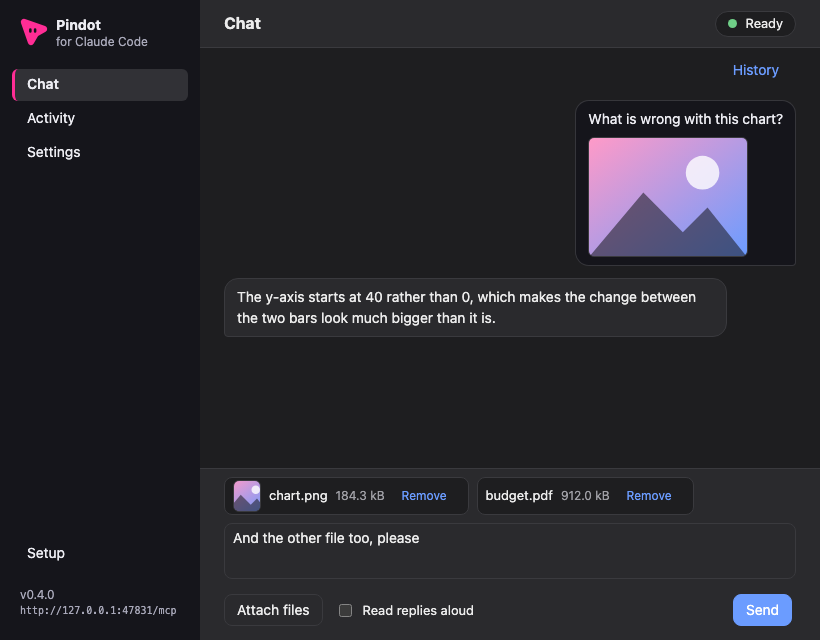 Pindot
for Claude Code
Chat
Activity
Settings
Setup
v0.4.0
http://127.0.0.1:47831/mcp
Chat
Ready
History
What is wrong with this chart?
The y-axis starts at 40 rather than 0, which makes the change between
the two bars look much bigger than it is.
chart.png 184.3 kB Remove
budget.pdf 912.0 kB Remove
And the other file too, please
Attach files
Read replies aloud
Send